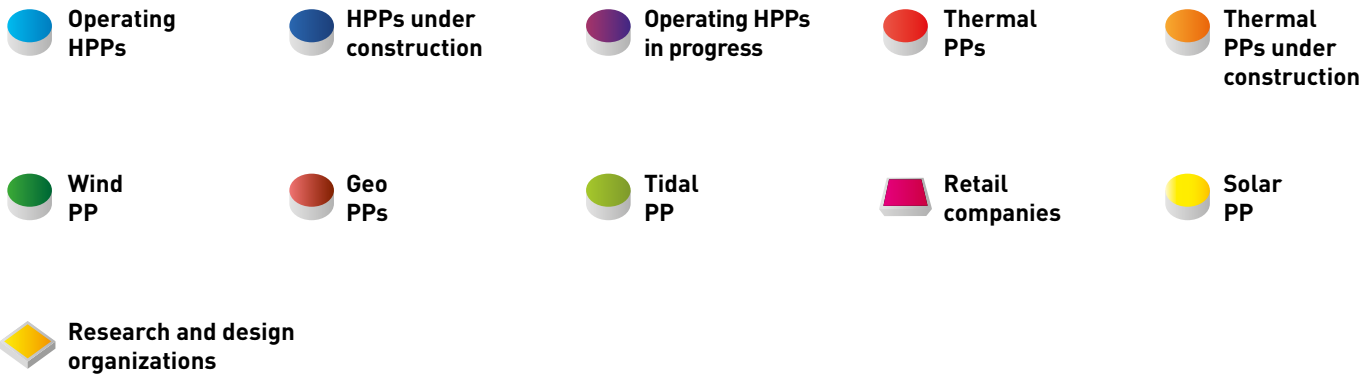 Operating
HPPs
HPPs under
construction
Operating HPPs
in progress
Thermal
PPs
Thermal
PPs under
construction
Wind
PP
Geo
PPs
Tidal
PP
Retail
companies
Solar
PP
Research and design
organizations